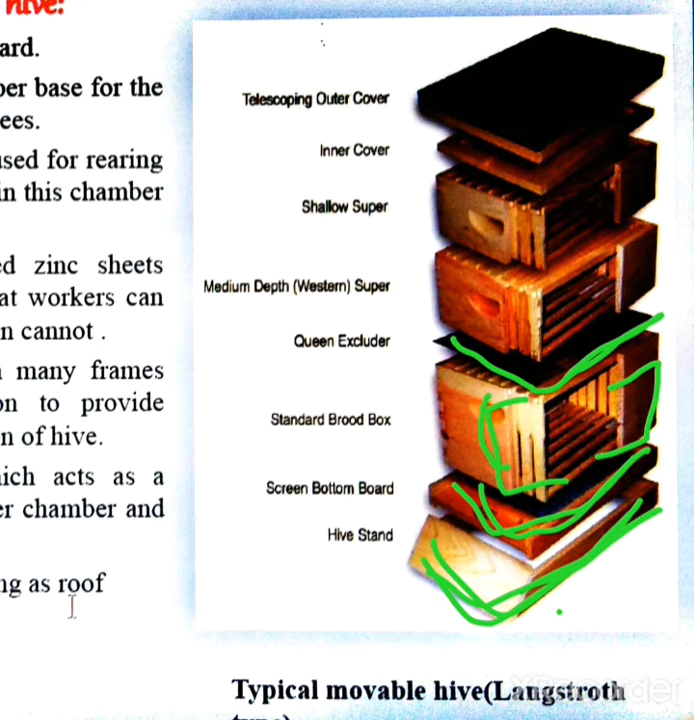 hive:
ard.
per base for the
ees.
used for rearing
in this chamber
ed zinc sheets
at workers can
n cannot .
many frames
on to provide
n of hive.
ich acts as a
er chamber and
ng as roof
Telescoping Outer Cover
Inner Cover
Shallow Super
Medium Depth (Western) Super
Queen Excluder
Standard Brood Box
Screen Bottom Board
Hive Stand
Typical movable hive(Langstroth
type)
XRecorder